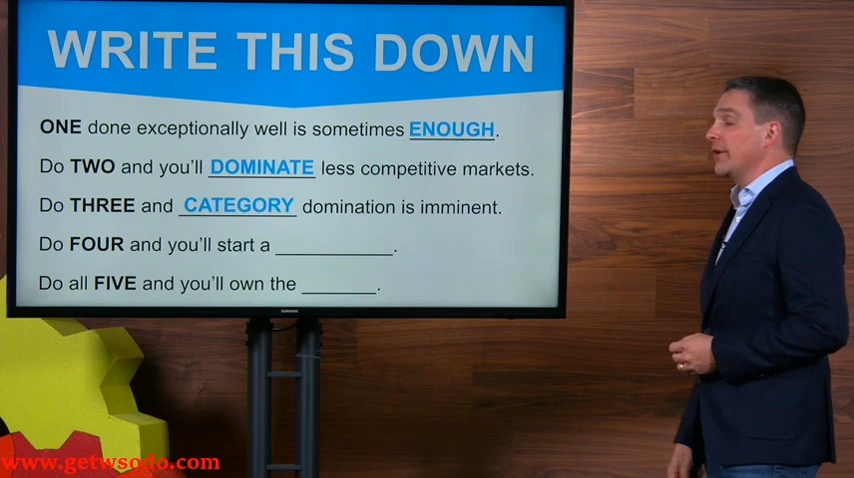 WRITE THIS DOWN
ONE done exceptionally well is sometimes ENOUGH.
Do TWO and you'll DOMINATE less competitive markets.
Do THREE and CATEGORY domination is imminent.
Do FOUR and you'll start a ____________.
Do all FIVE and you'll own the ________.
SAMSUNG
www.getwsodo.com